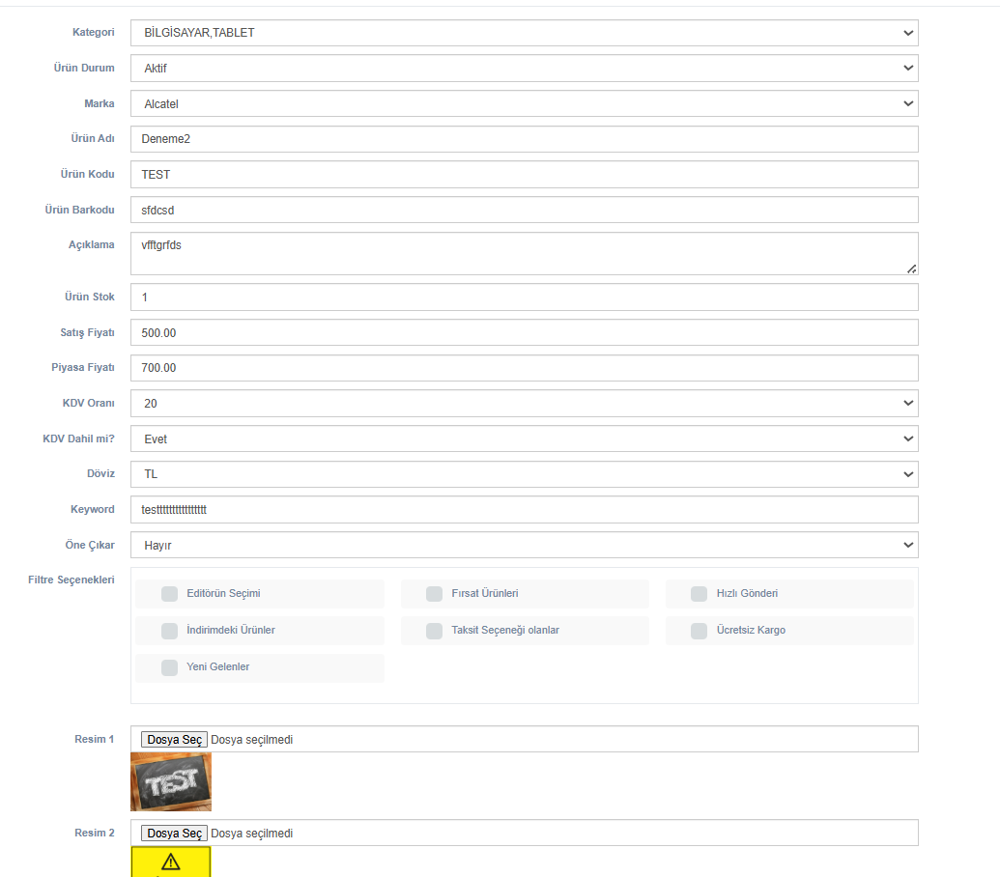 Kategori BİLGİSAYAR,TABLET
Ürün Durum Aktif
Marka Alcatel
Ürün Adı Deneme2
Ürün Kodu TEST
Ürün Barkodu sfdcsd
Açıklama vfftgrfds
Ürün Stok 1
Satış Fiyatı 500.00
Piyasa Fiyatı 700.00
KDV Oranı 20
KDV Dahil mi? Evet
Döviz TL
Keyword testttttttttttttttt
Öne Çıkar Hayır
Filtre Seçenekleri
Editörün Seçimi Fırsat Ürünleri Hızlı Gönderi
İndirimdeki Ürünler Taksit Seçeneği olanlar Ücretsiz Kargo
Yeni Gelenler
Resim 1 Dosya Seç Dosya seçilmedi
TEST
Resim 2 Dosya Seç Dosya seçilmedi